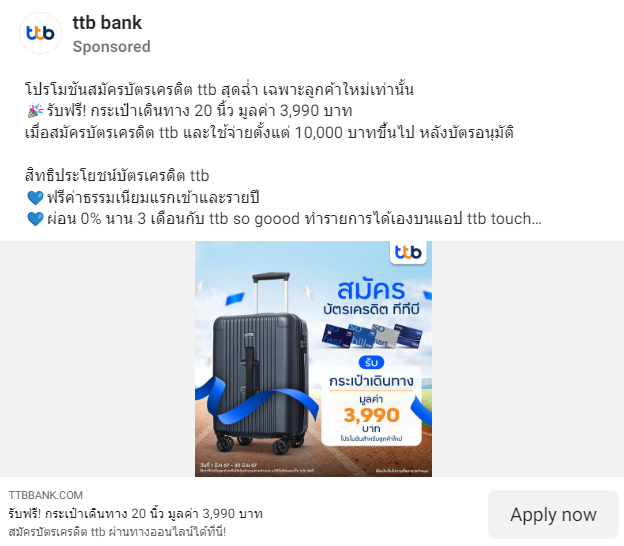 ttb bank
Sponsored
โปรโมชันสมัครบัตรเครดิต ttb สุดฉ่ำ เฉพาะลูกค้าใหม่เท่านั้น
🎉รับฟรี! กระเป๋าเดินทาง 20 นิ้ว มูลค่า 3,990 บาท
เมื่อสมัครบัตรเครดิต ttb และใช้จ่ายตั้งแต่ 10,000 บาทขึ้นไป หลังบัตรอนุมัติ
สิทธิประโยชน์บัตรเครดิต ttb
💙ฟรีค่าธรรมเนียมแรกเข้าและรายปี
💙ผ่อน 0% นาน 3 เดือนกับ ttb so goood ทำรายการได้เองบนแอป ttb touch...
ttb
สมัคร
บัตรเครดิต ทีทีบี
รับ
กระเป๋าเดินทาง
มูลค่า
3,990
บาท
โปรโมชันสำหรับลูกค้าใหม่
วันที่ 1 มี.ค 67 - 30 มิ.ย 67
TTBBANK.COM
รับฟรี! กระเป๋าเดินทาง 20 นิ้ว มูลค่า 3,990 บาท
สมัครบัตรเครดิต ttb ผ่านทางออนไลน์ได้ที่นี่!
Apply now